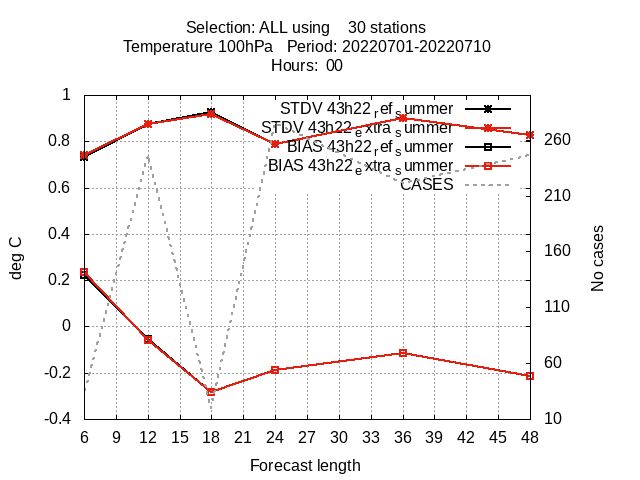 Selection: ALL using 30 stations
Temperature 100hPa Period: 20220701-20220710
Hours: 00
STDV 43h22_ref_summer
STDV 43h22_extra_summer
BIAS 43h22_ref_summer
BIAS 43h22_extra_summer
CASES
1
0.8
0.6
0.4
0.2
0
-0.2
-0.4
deg C
260
210
160
110
60
10
No cases
6 9 12 15 18 21 24 27 30 33 36 39 42 45 48
Forecast length